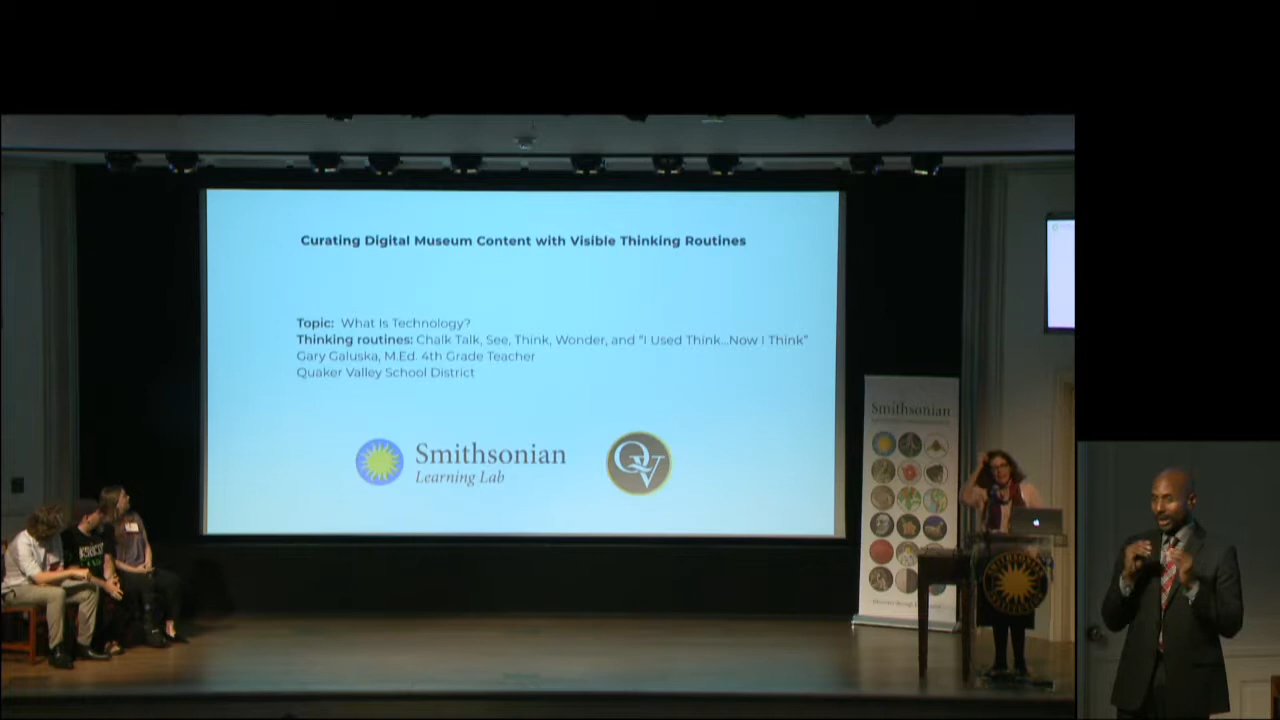 Curating Digital Museum Content with Visible Thinking Routines
Topic: What Is Technology?
Thinking routines: Chalk Talk, See, Think, Wonder, and "I Used Think...Now I Think"
Gary Galuska, M.Ed. 4th Grade Teacher
Quaker Valley School District
Smithsonian
Learning Lab
QV
Smithsonian